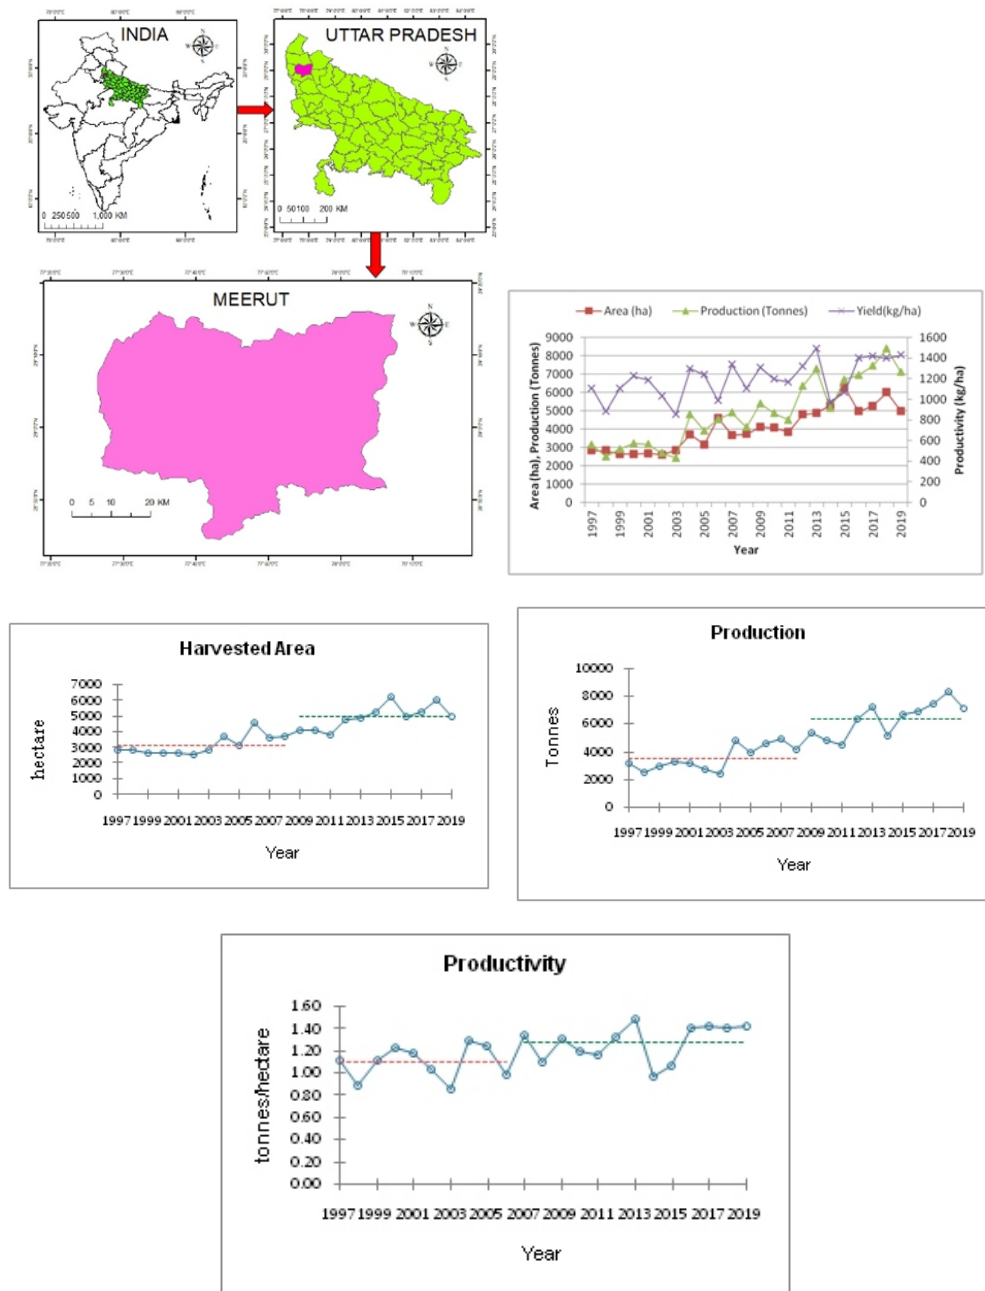 INDIA
N
W E
S
0 250 500 1,000 KM
UTTAR PRADESH
N
W E
S
0 50 100 200 KM
MEERUT
N
W E
S
0 5 10 20 KM
Area (ha) Production (Tonnes) Yield(kg/ha)
Area (ha), Production (Tonnes)
9000
8000
7000
6000
5000
4000
3000
2000
1000
0
1600
1400
1200
1000
800
600
400
200
0
Productivity (kg/ha)
1997 1999 2001 2003 2005 2007 2009 2011 2013 2015 2017 2019
Year
Harvested Area
hectare
7000
6000
5000
4000
3000
2000
1000
0
1997 1999 2001 2003 2005 2007 2009 2011 2013 2015 2017 2019
Year
Production
Tonnes
10000
8000
6000
4000
2000
0
1997 1999 2001 2003 2005 2007 2009 2011 2013 2015 2017 2019
Year
Productivity
tonnes/hectare
1.60
1.40
1.20
1.00
0.80
0.60
0.40
0.20
0.00
1997 1999 2001 2003 2005 2007 2009 2011 2013 2015 2017 2019
Year